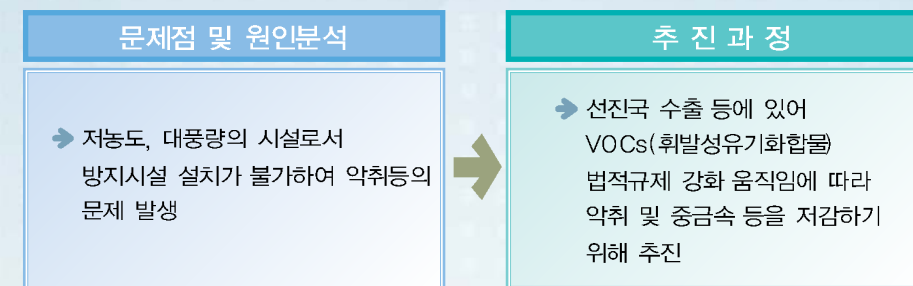 문제점 및 원인분석
저농도, 대풍량의 시설로서
방지시설 설치가 불가하여 악취등의
문제 발생
추 진 과 정
선진국 수출 등에 있어
VOCs(휘발성유기화합물)
법적규제 강화 움직임에 따라
악취 및 중금속 등을 저감하기
위해 추진